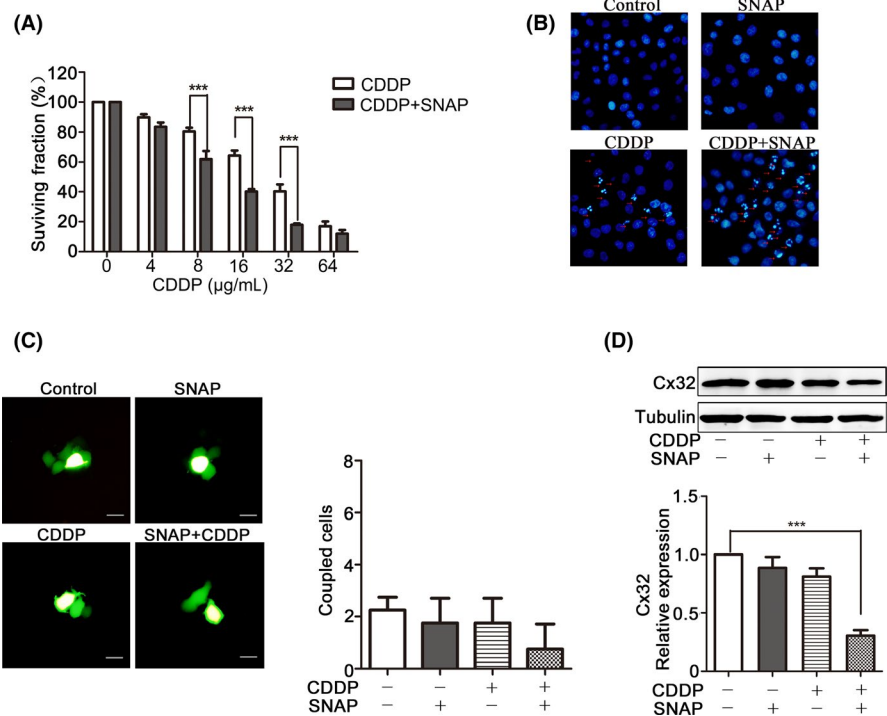 (A)
Suviving fraction (%)
120
100
80
60
40
20
0
*** *** ***
0 4 8 16 32 64
CDDP (μg/mL)
CDDP
CDDP+SNAP
(B)
Control SNAP
CDDP CDDP+SNAP
(C)
Control SNAP
CDDP SNAP+CDDP
Coupled cells
8
6
4
2
0
CDDP − − + +
SNAP − + − +
(D)
Cx32
Tubulin
CDDP − − + +
SNAP − + − +
Cx32
Relative expression
1.5
1.0
0.5
0
***
CDDP − − + +
SNAP − + − +